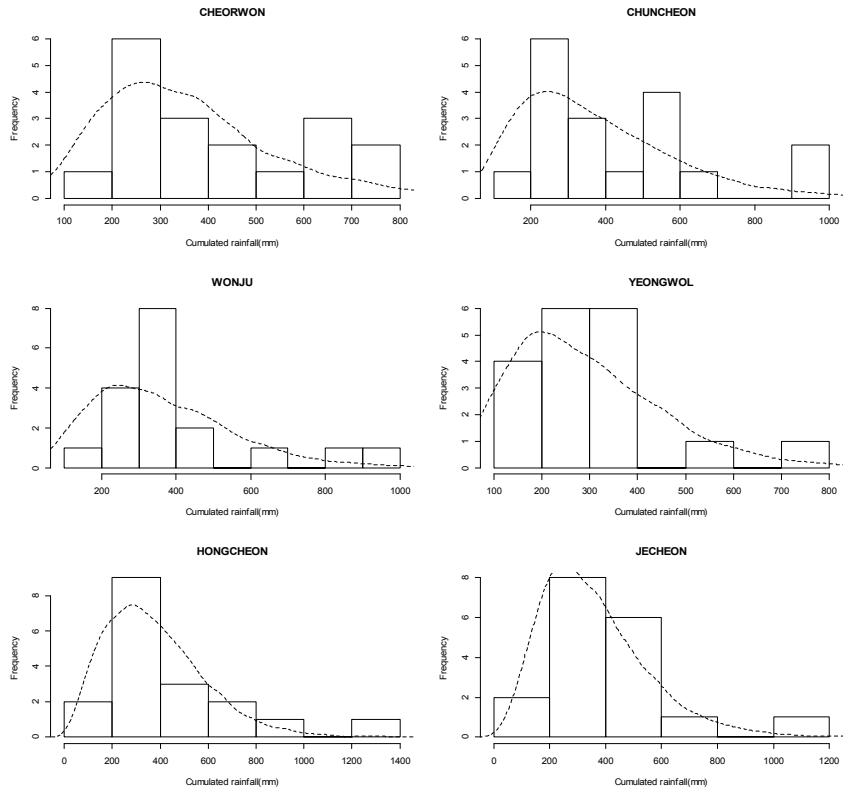 CHEORWON
Frequency
0 1 2 3 4 5 6
100 200 300 400 500 600 700 800
Cumulated rainfall(mm)
CHUNCHEON
Frequency
0 1 2 3 4 5 6
200 400 600 800 1000
Cumulated rainfall(mm)
WONJU
Frequency
0 2 4 6 8
200 400 600 800 1000
Cumulated rainfall(mm)
YEONGWOL
Frequency
0 1 2 3 4 5 6
100 200 300 400 500 600 700 800
Cumulated rainfall(mm)
HONGCHEON
Frequency
0 2 4 6 8
0 200 400 600 800 1000 1200 1400
Cumulated rainfall(mm)
JECHEON
Frequency
0 2 4 6 8
0 200 400 600 800 1000 1200
Cumulated rainfall(mm)